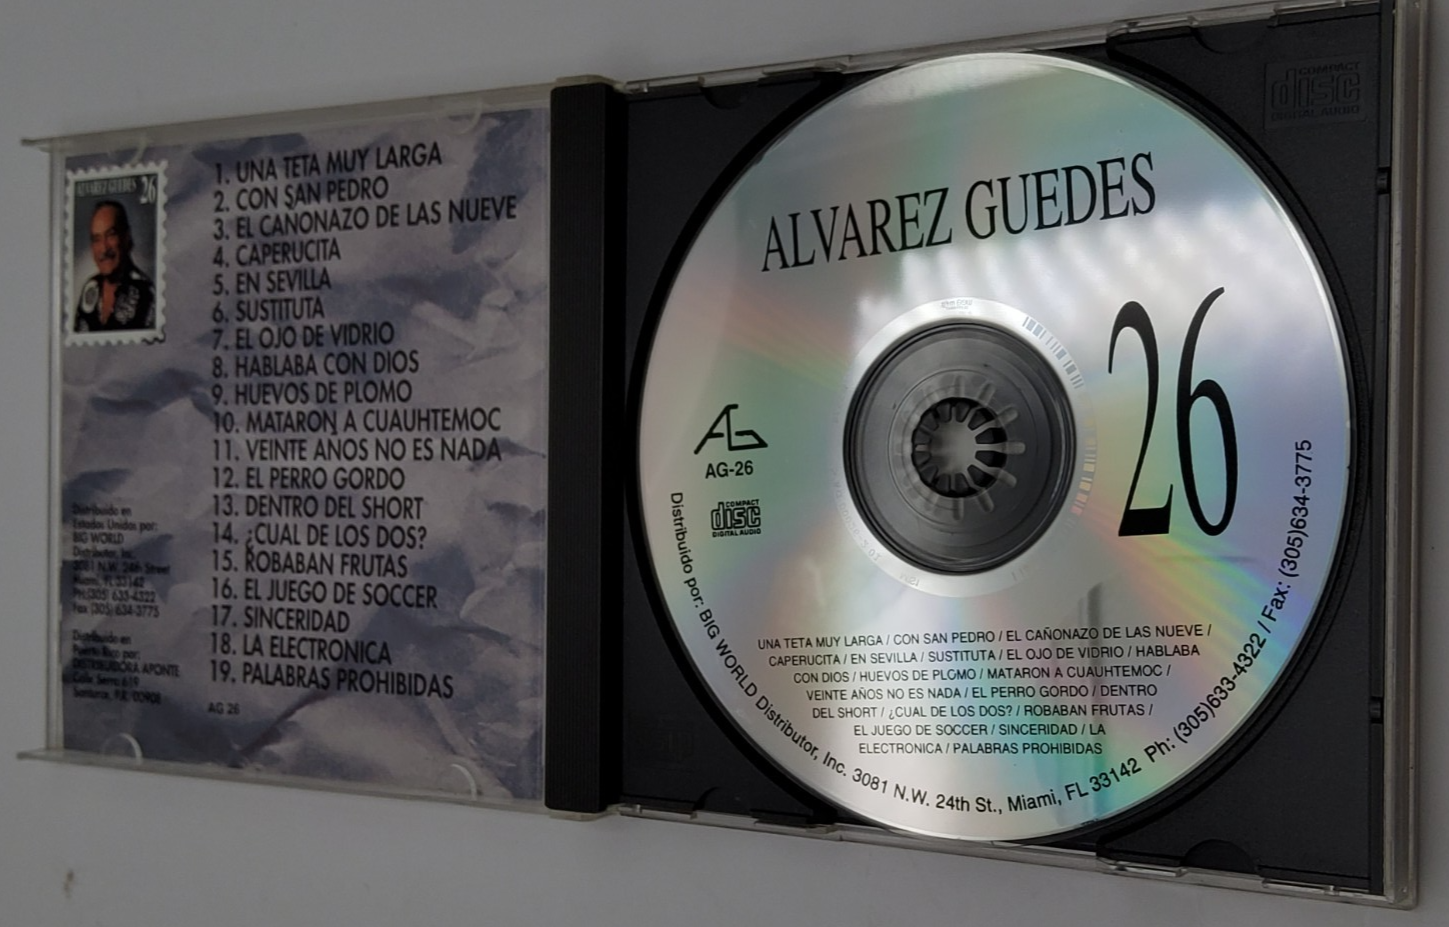 ALVAREZ GUEDES 26
1. UNA TETA MUY LARGA
2. CON SAN PEDRO
3. EL CAÑONAZO DE LAS NUEVE
4. CAPERUCITA
5. EN SEVILLA
6. SUSTITUTA
7. EL OJO DE VIDRIO
8. HABLABA CON DIOS
9. HUEVOS DE PLOMO
10. MATARON A CUAUHTEMOC
11. VEINTE AÑOS NO ES NADA
12. EL PERRO GORDO
13. DENTRO DEL SHORT
14. ¿CUAL DE LOS DOS?
15. ROBABAN FRUTAS
16. EL JUEGO DE SOCCER
17. SINCERIDAD
18. LA ELECTRONICA
19. PALABRAS PROHIBIDAS
AG 26
Distribuido en
Estados Unidos por:
BIG WORLD
Distributor, Inc.
3081 N.W. 24th Street
Miami, FL 33142
PH:(305) 633-4322
Fax (305) 634-3775
Distribuido en
Puerto Rico por:
DISTRIBUIDORA APONTE
Calle Serra 619
Santurce, P.R. 00908
COMPACT
disc
DIGITAL AUDIO
ALVAREZ GUEDES
26
AG
AG-26
COMPACT
disc
DIGITAL AUDIO
UNA TETA MUY LARGA / CON SAN PEDRO / EL CAÑONAZO DE LAS NUEVE /
CAPERUCITA / EN SEVILLA / SUSTITUTA / EL OJO DE VIDRIO / HABLABA
CON DIOS / HUEVOS DE PLOMO / MATARON A CUAUHTEMOC /
VEINTE AÑOS NO ES NADA / EL PERRO GORDO / DENTRO
DEL SHORT / ¿CUAL DE LOS DOS? / ROBABAN FRUTAS /
EL JUEGO DE SOCCER / SINCERIDAD / LA
ELECTRONICA / PALABRAS PROHIBIDAS
Distribuido por: BIG WORLD Distributor, Inc. 3081 N.W. 24th St., Miami, FL 33142 Ph: (305)633-4322 / Fax: (305)634-3775